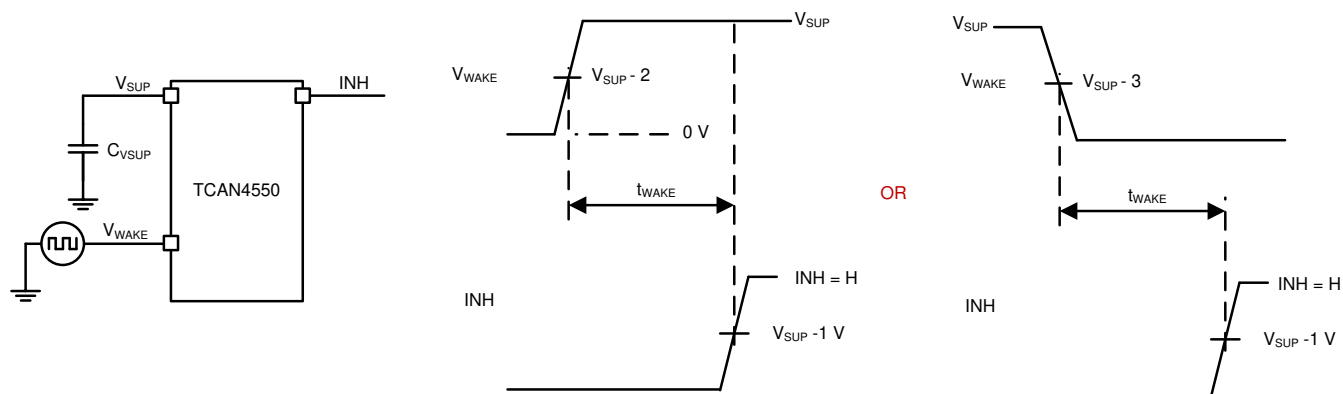 VSUP
INH
CVSUP
TCAN4550
VWAKE
VSUP
VWAKE
VSUP - 2
0 V
tWAKE
INH
INH = H
VSUP -1 V
OR
VSUP
VWAKE
VSUP - 3
tWAKE
INH
INH = H
VSUP -1 V